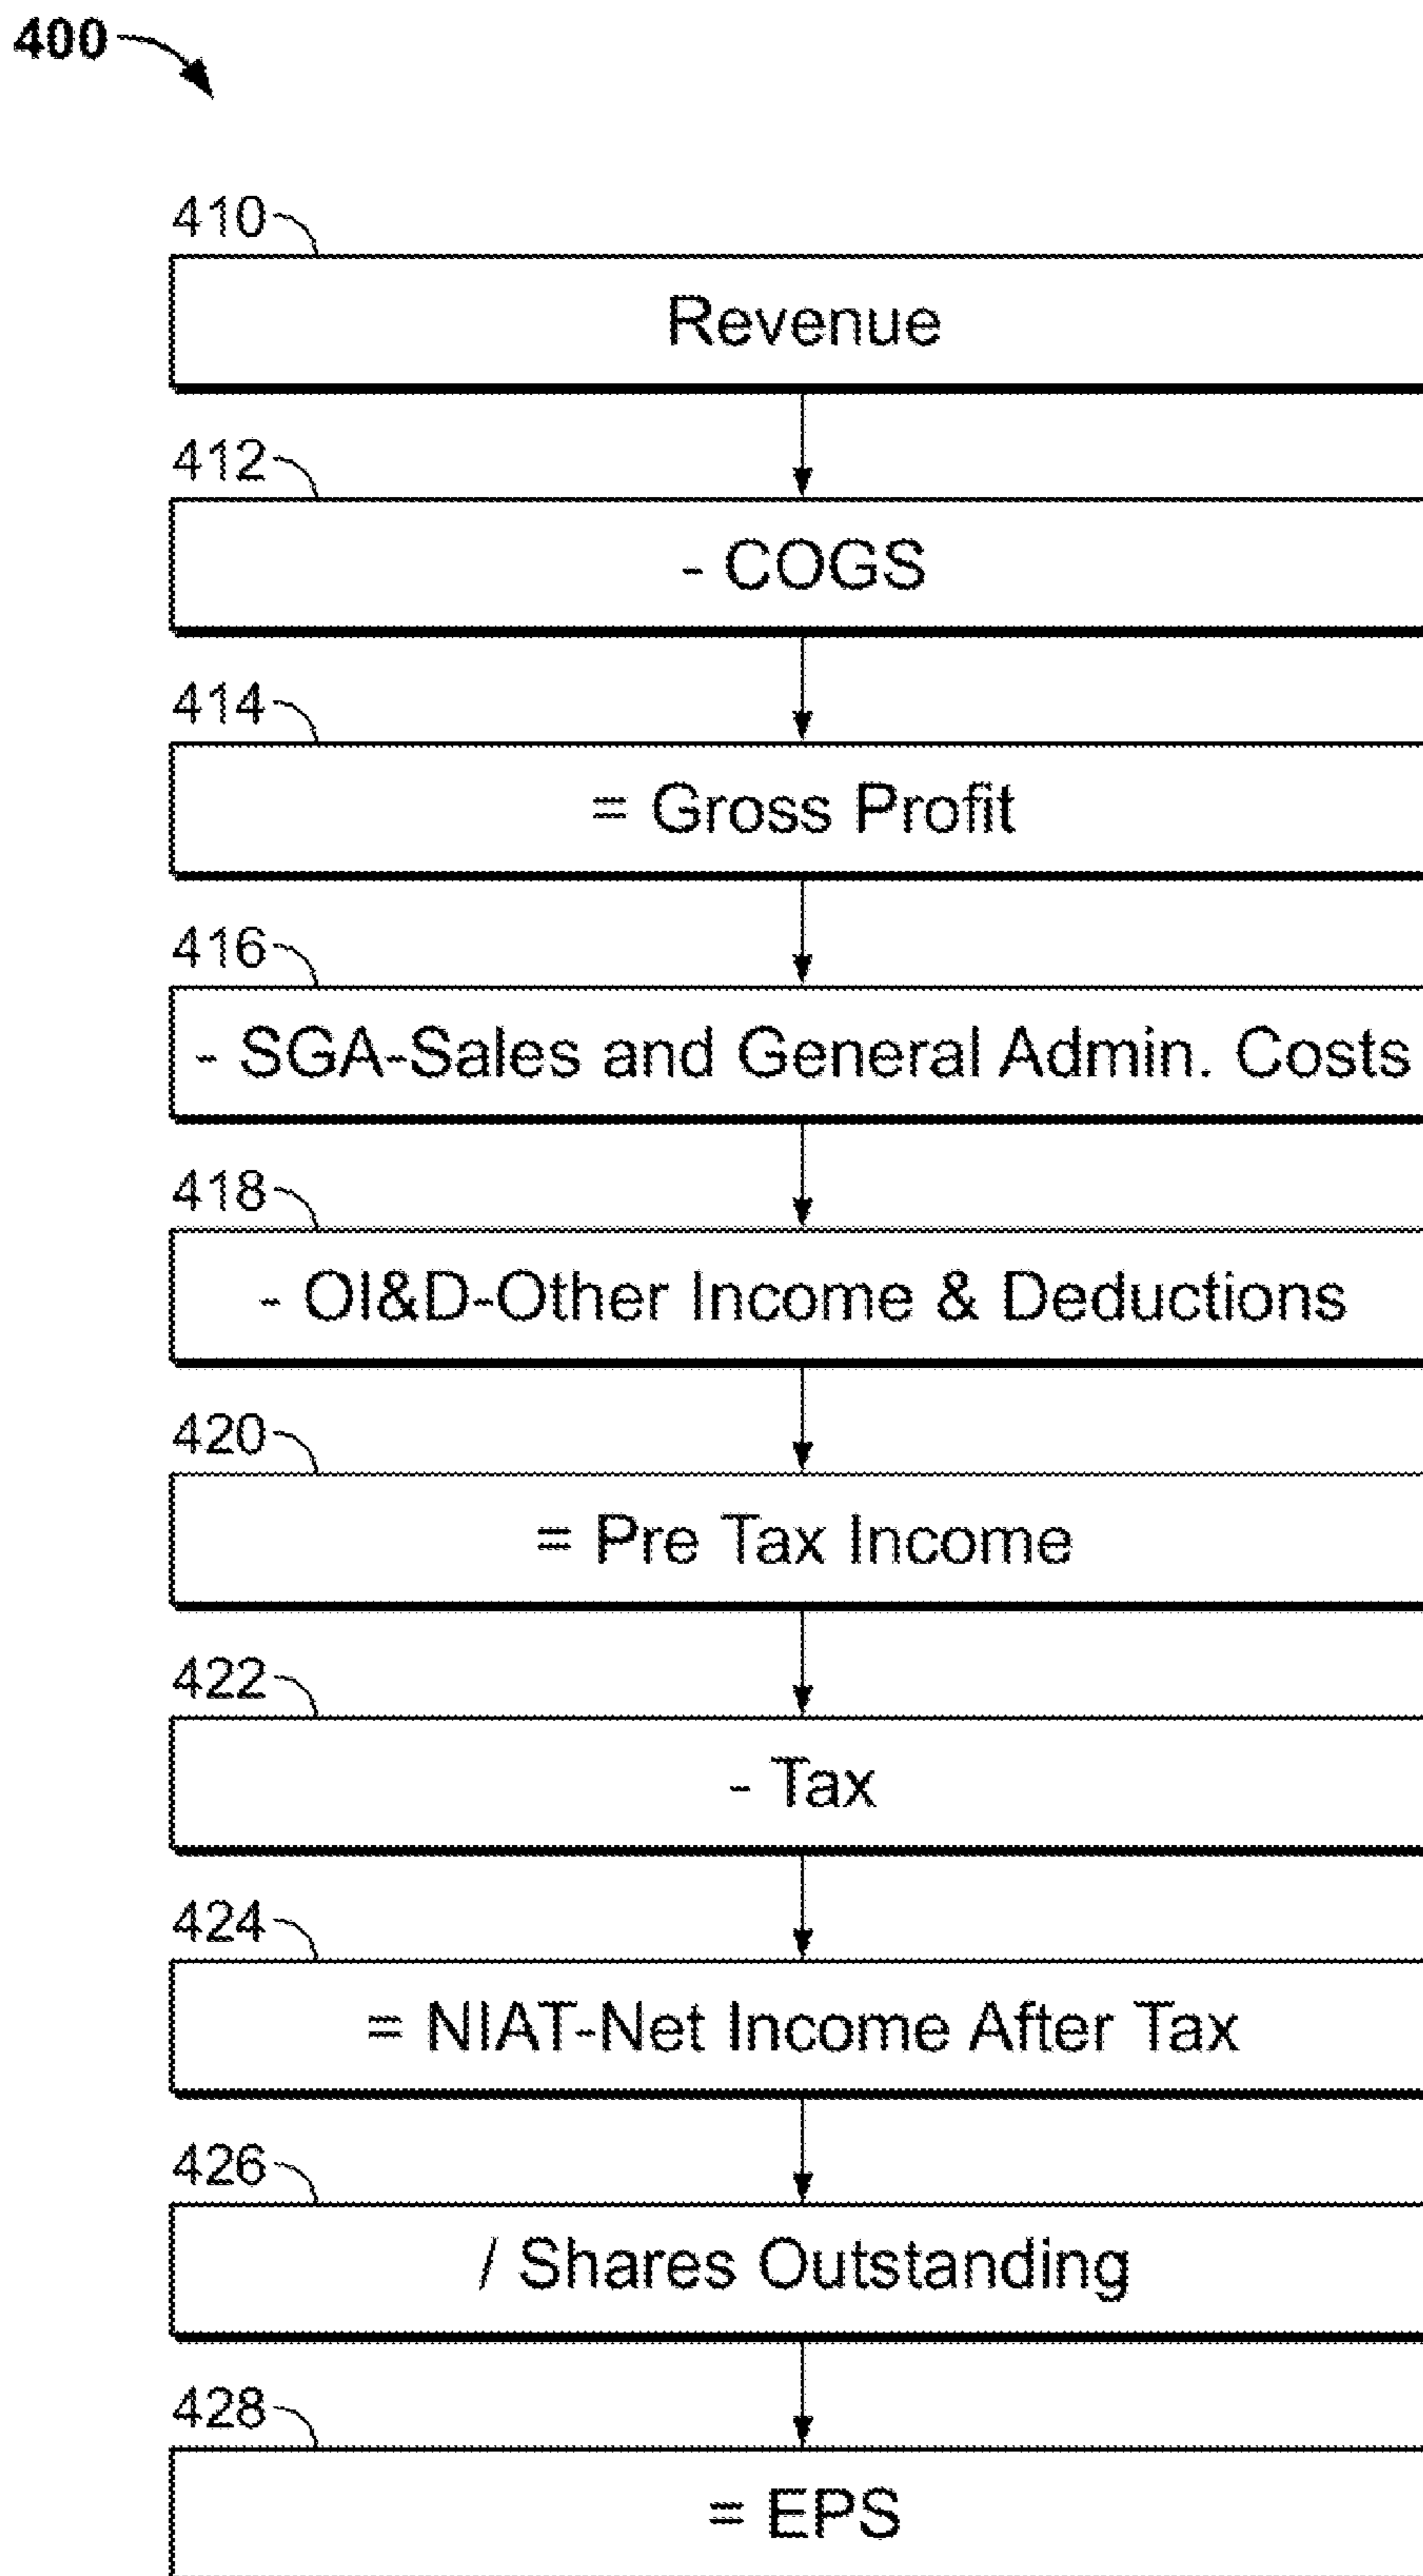 400
410
Revenue
412
- COGS
414
= Gross Profit
416
- SGA-Sales and General Admin. Costs
418
- OI&D-Other Income & Deductions
420
= Pre Tax Income
422
- Tax
424
= NIAT-Net Income After Tax
426
/ Shares Outstanding
428
= EPS